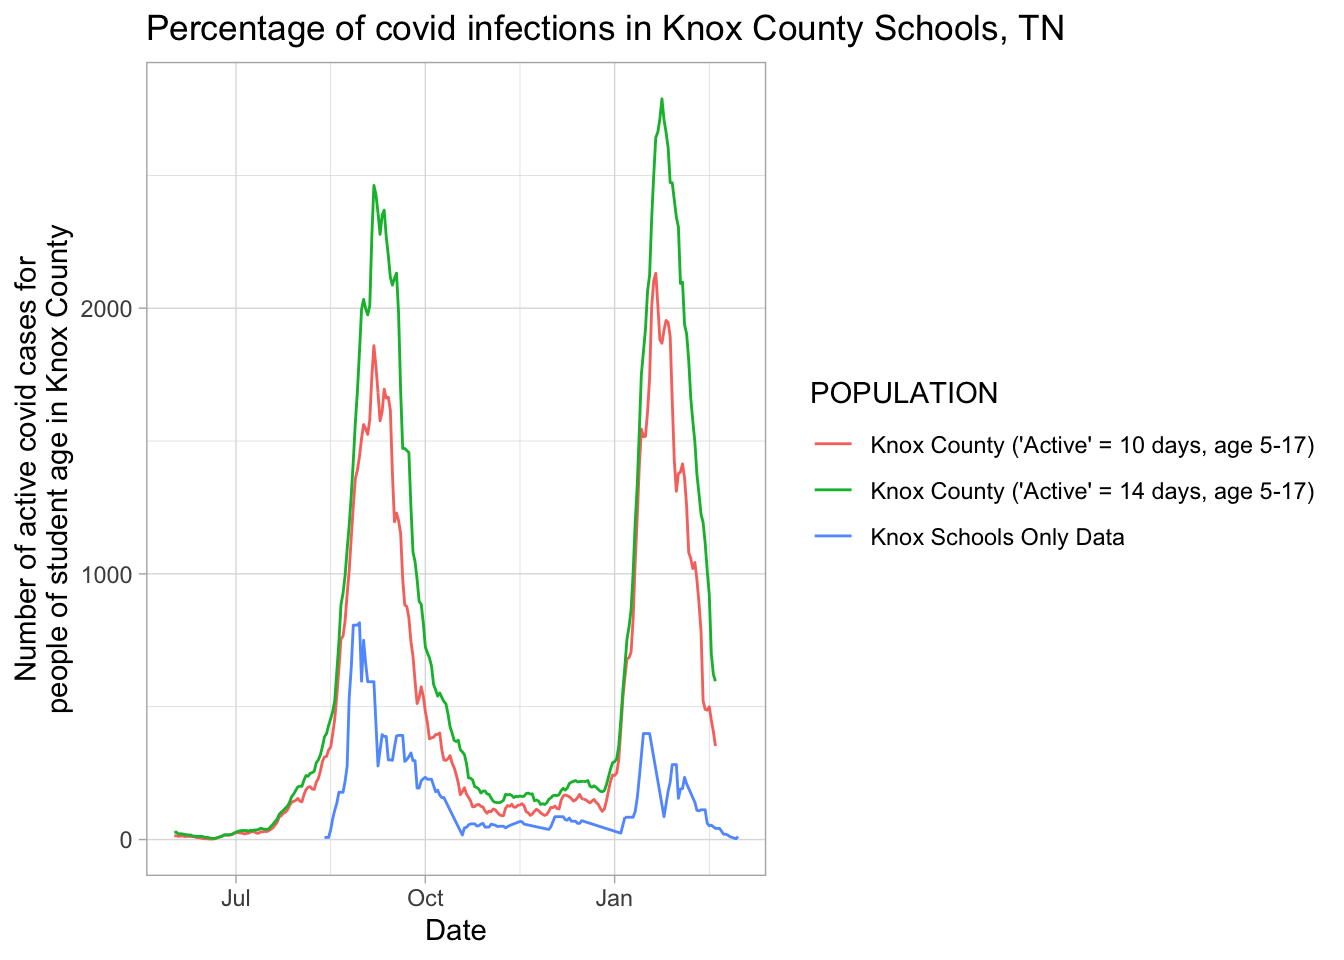 Percentage of covid infections in Knox County Schools, TN
Number of active covid cases for
people of student age in Knox County
2000
1000
0
Jul
Oct
Jan
Date
POPULATION
Knox County ('Active' = 10 days, age 5-17)
Knox County ('Active' = 14 days, age 5-17)
Knox Schools Only Data